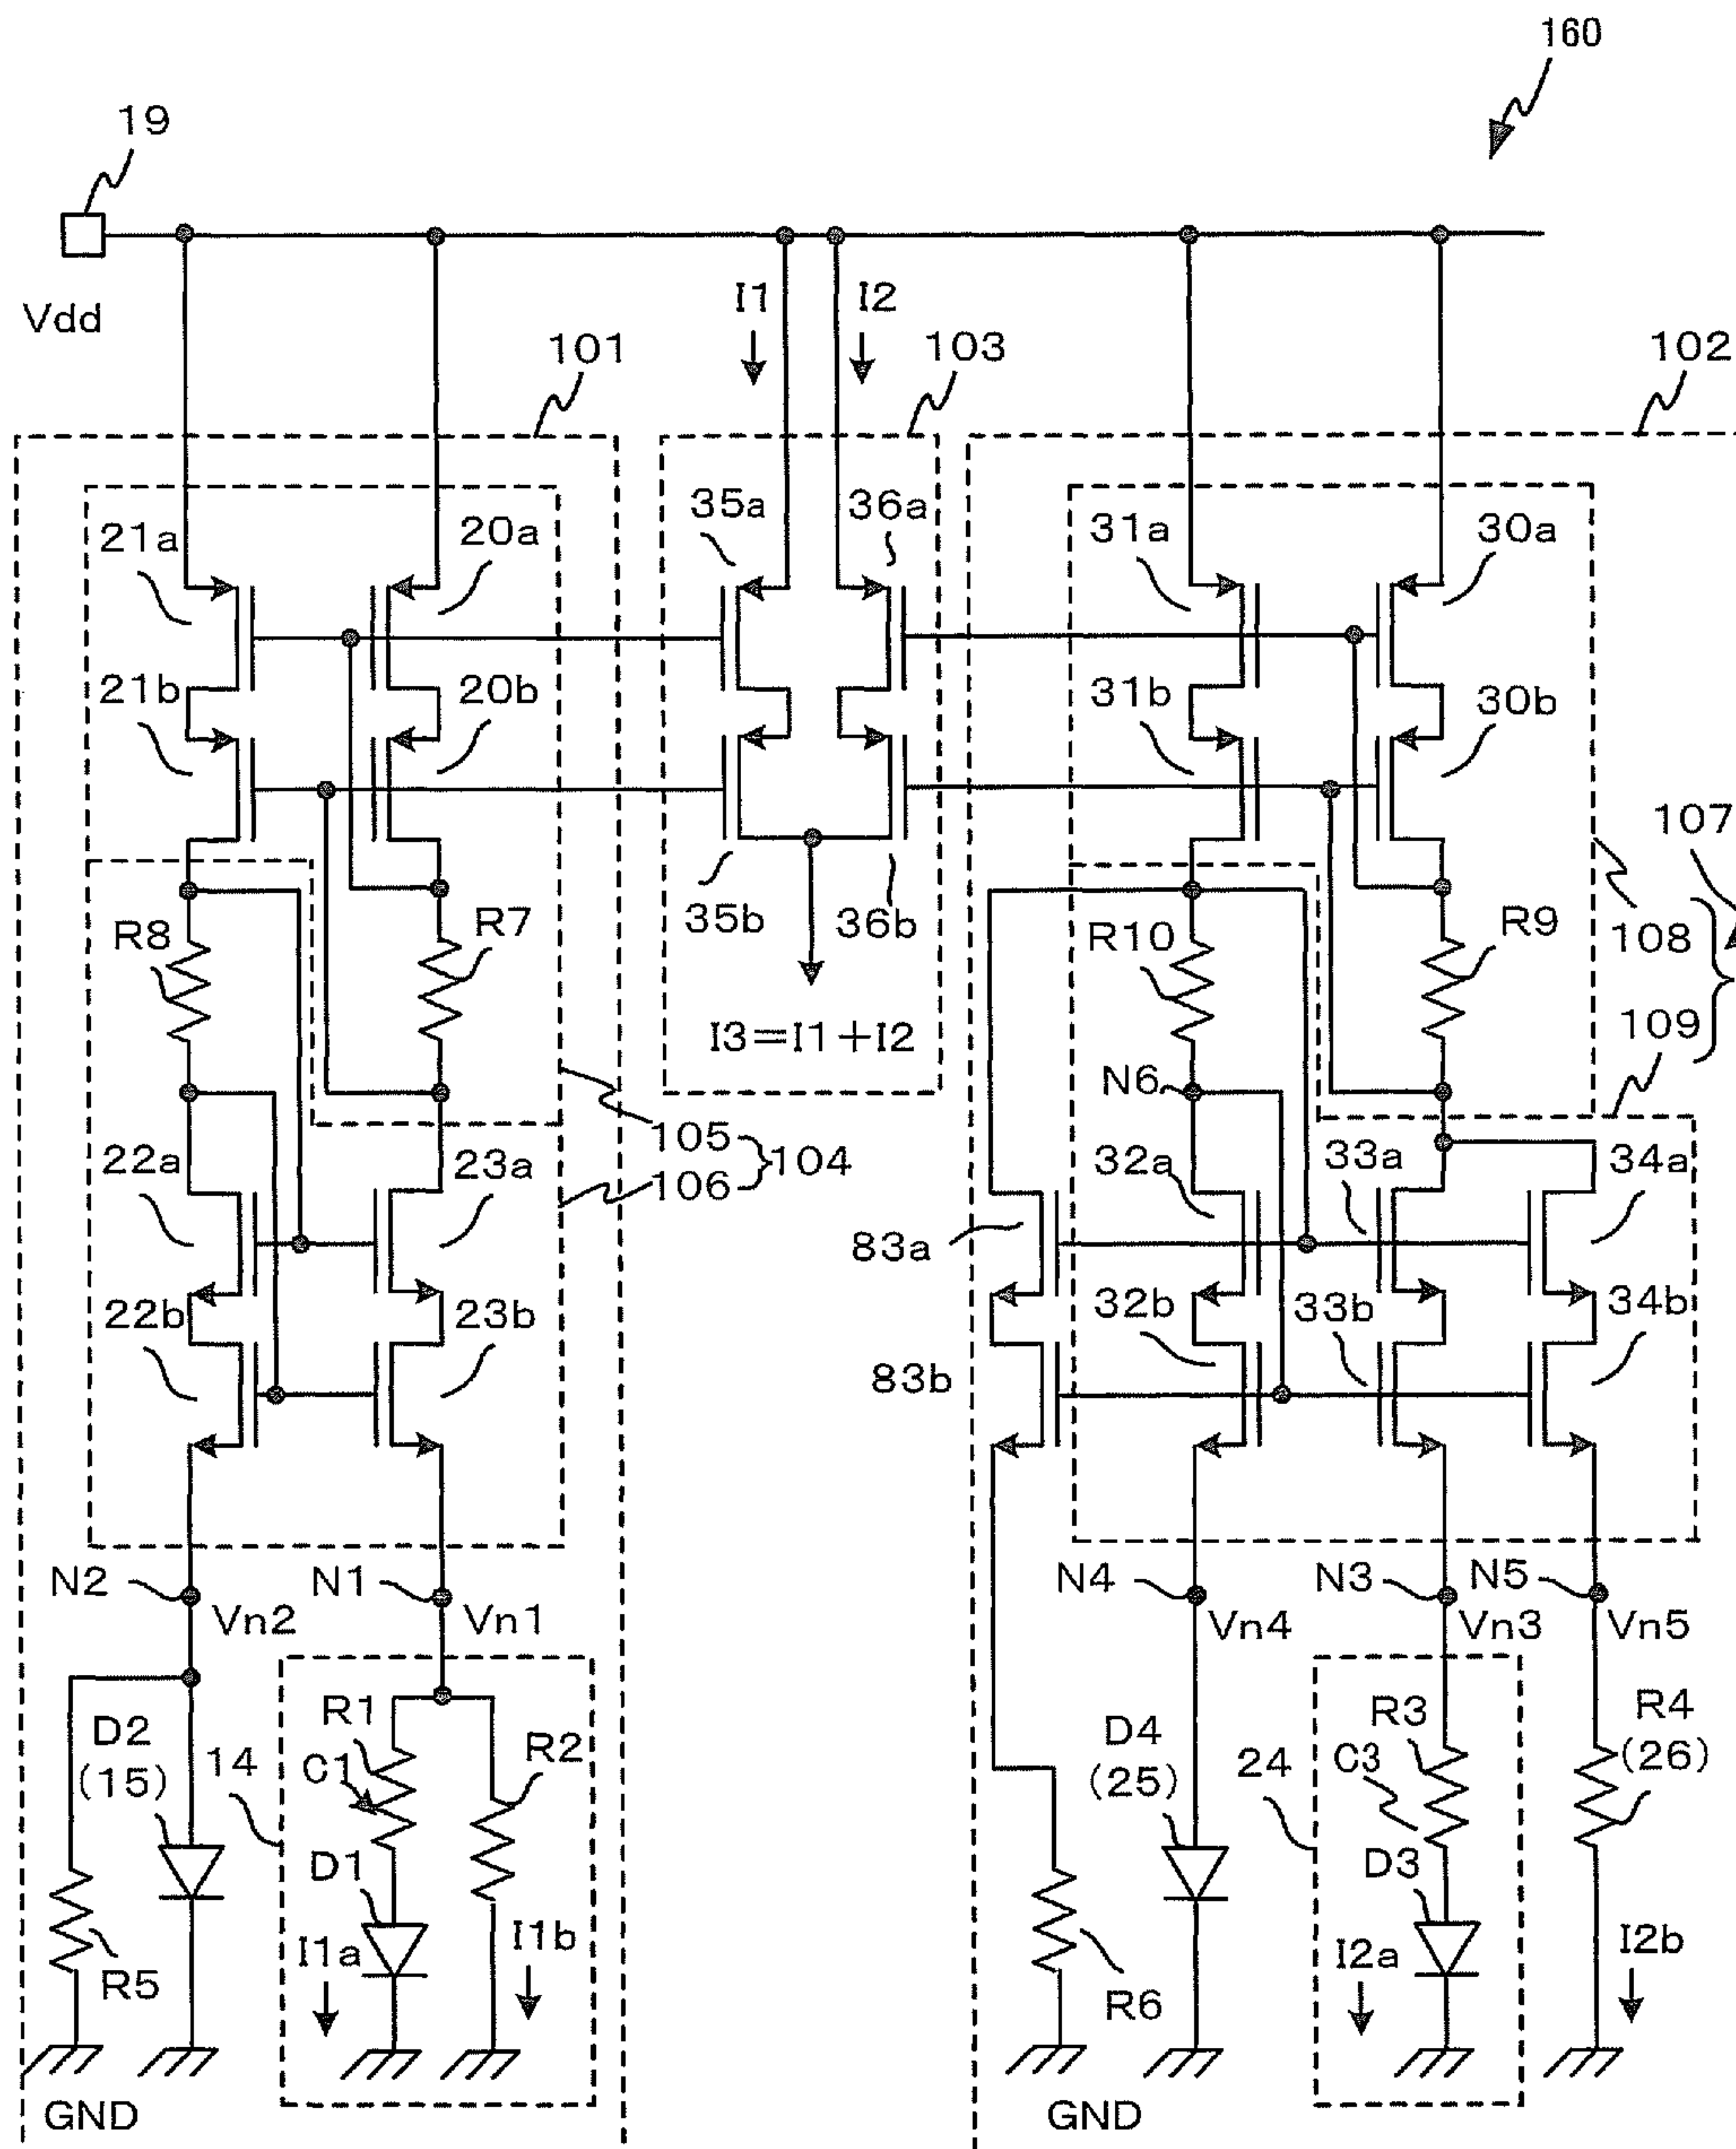 160
19
Vdd
I1 I2
101 103 102
21a 20a 35a 36a 31a 30a
21b 20b 31b 30b
107
35b 36b
R8 R7 R10 R9 108
I3=I1+I2
N6 109
105
106 104
22a 23a 32a 33a 34a
83a
22b 23b 32b 33b 34b
83b
N2 N1 N4 N3 N5
Vn2 Vn1 Vn4 Vn3 Vn5
D2
(15)
14 R1
C1 R2
D4
(25)
24 R3
C3
R4
(26)
D1 D3
I1a I1b I2a I2b
R5 R6
GND GND